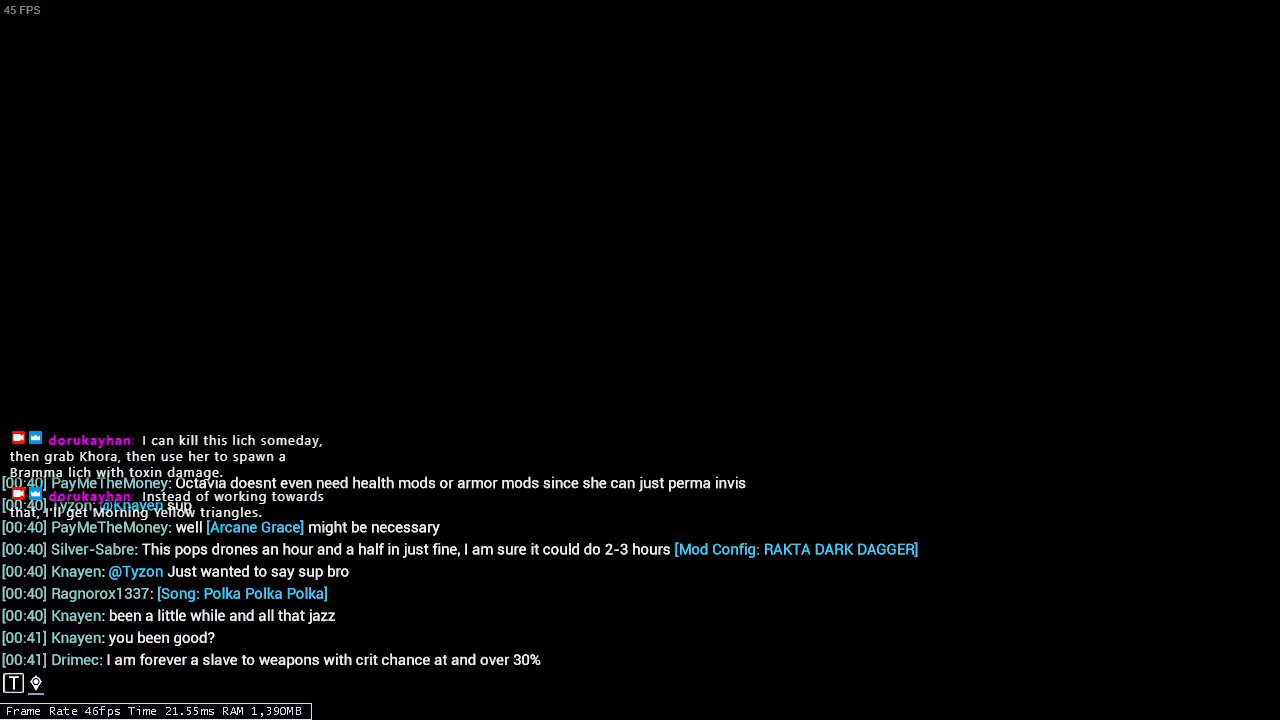 45 FPS
dorukayhan: I can kill this lich someday,
then grab Khora, then use her to spawn a
Bramma lich with toxin damage.
[00:40] PayMeTheMoney: Octavia doesnt even need health mods or armor mods since she can just perma invis
dorukayhan: Instead of working towards
[00:40] Tyzon: @Knayen sup
that, I'll get Morning Yellow triangles.
[00:40] PayMeTheMoney: well [Arcane Grace] might be necessary
[00:40] Silver-Sabre: This pops drones an hour and a half in just fine, I am sure it could do 2-3 hours [Mod Config: RAKTA DARK DAGGER]
[00:40] Knayen: @Tyzon Just wanted to say sup bro
[00:40] Ragnorox1337: [Song: Polka Polka Polka]
[00:40] Knayen: been a little while and all that jazz
[00:41] Knayen: you been good?
[00:41] Drimec: I am forever a slave to weapons with crit chance at and over 30%
T
Frame Rate 46fps Time 21.55ms RAM 1,390MB